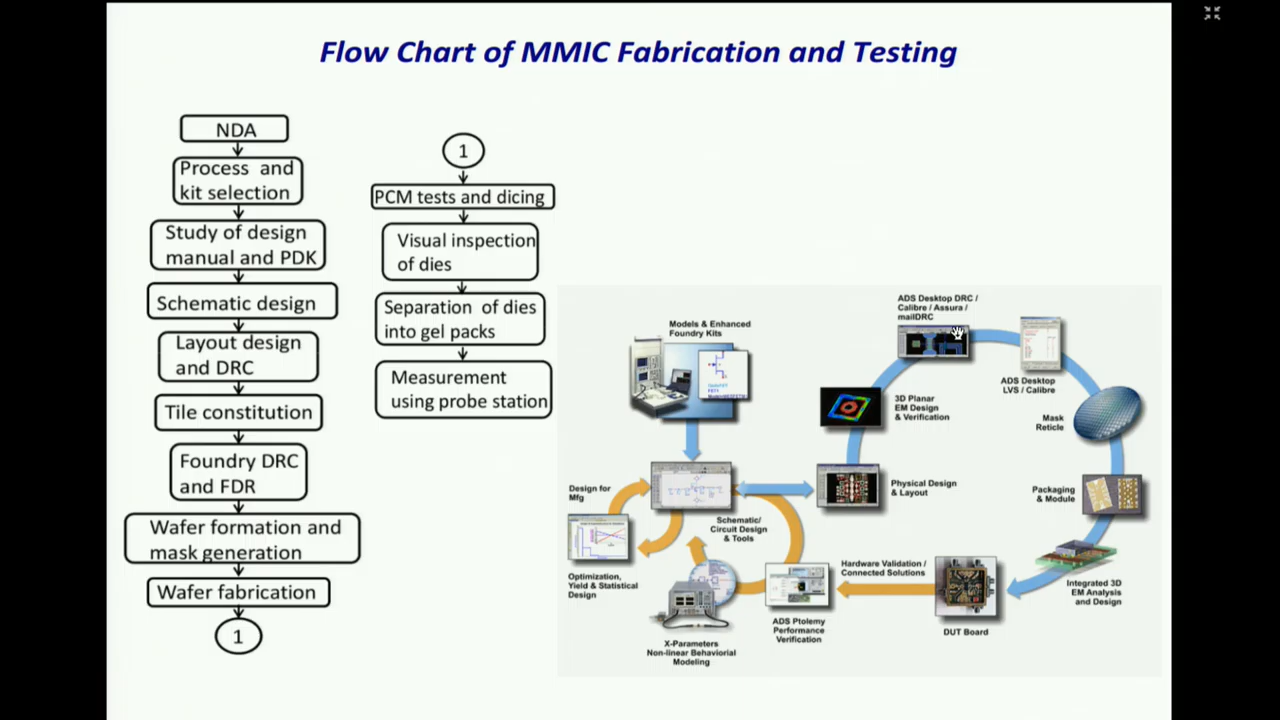 Flow Chart of MMIC Fabrication and Testing
NDA
Process and
kit selection
Study of design
manual and PDK
Schematic design
Layout design
and DRC
Tile constitution
Foundry DRC
and FDR
Wafer formation and
mask generation
Wafer fabrication
1
1
PCM tests and dicing
Visual inspection
of dies
Separation of dies
into gel packs
Measurement
using probe station
Models & Enhanced
Foundry Kits
ADS Desktop DRC /
Calibre / Assura /
mailDRC
ADS Desktop
LVS / Calibre
3D Planar
EM Design
& Verification
Mask
Reticle
Physical Design
& Layout
Packaging
& Module
Design for
Mfg
Schematic/
Circuit Design
& Tools
Optimization,
Yield & Statistical
Design
Hardware Validation /
Connected Solutions
Integrated 3D
EM Analysis
and Design
DUT Board
ADS Ptolemy
Performance
Verification
X-Parameters
Non-linear Behaviorial
Modeling